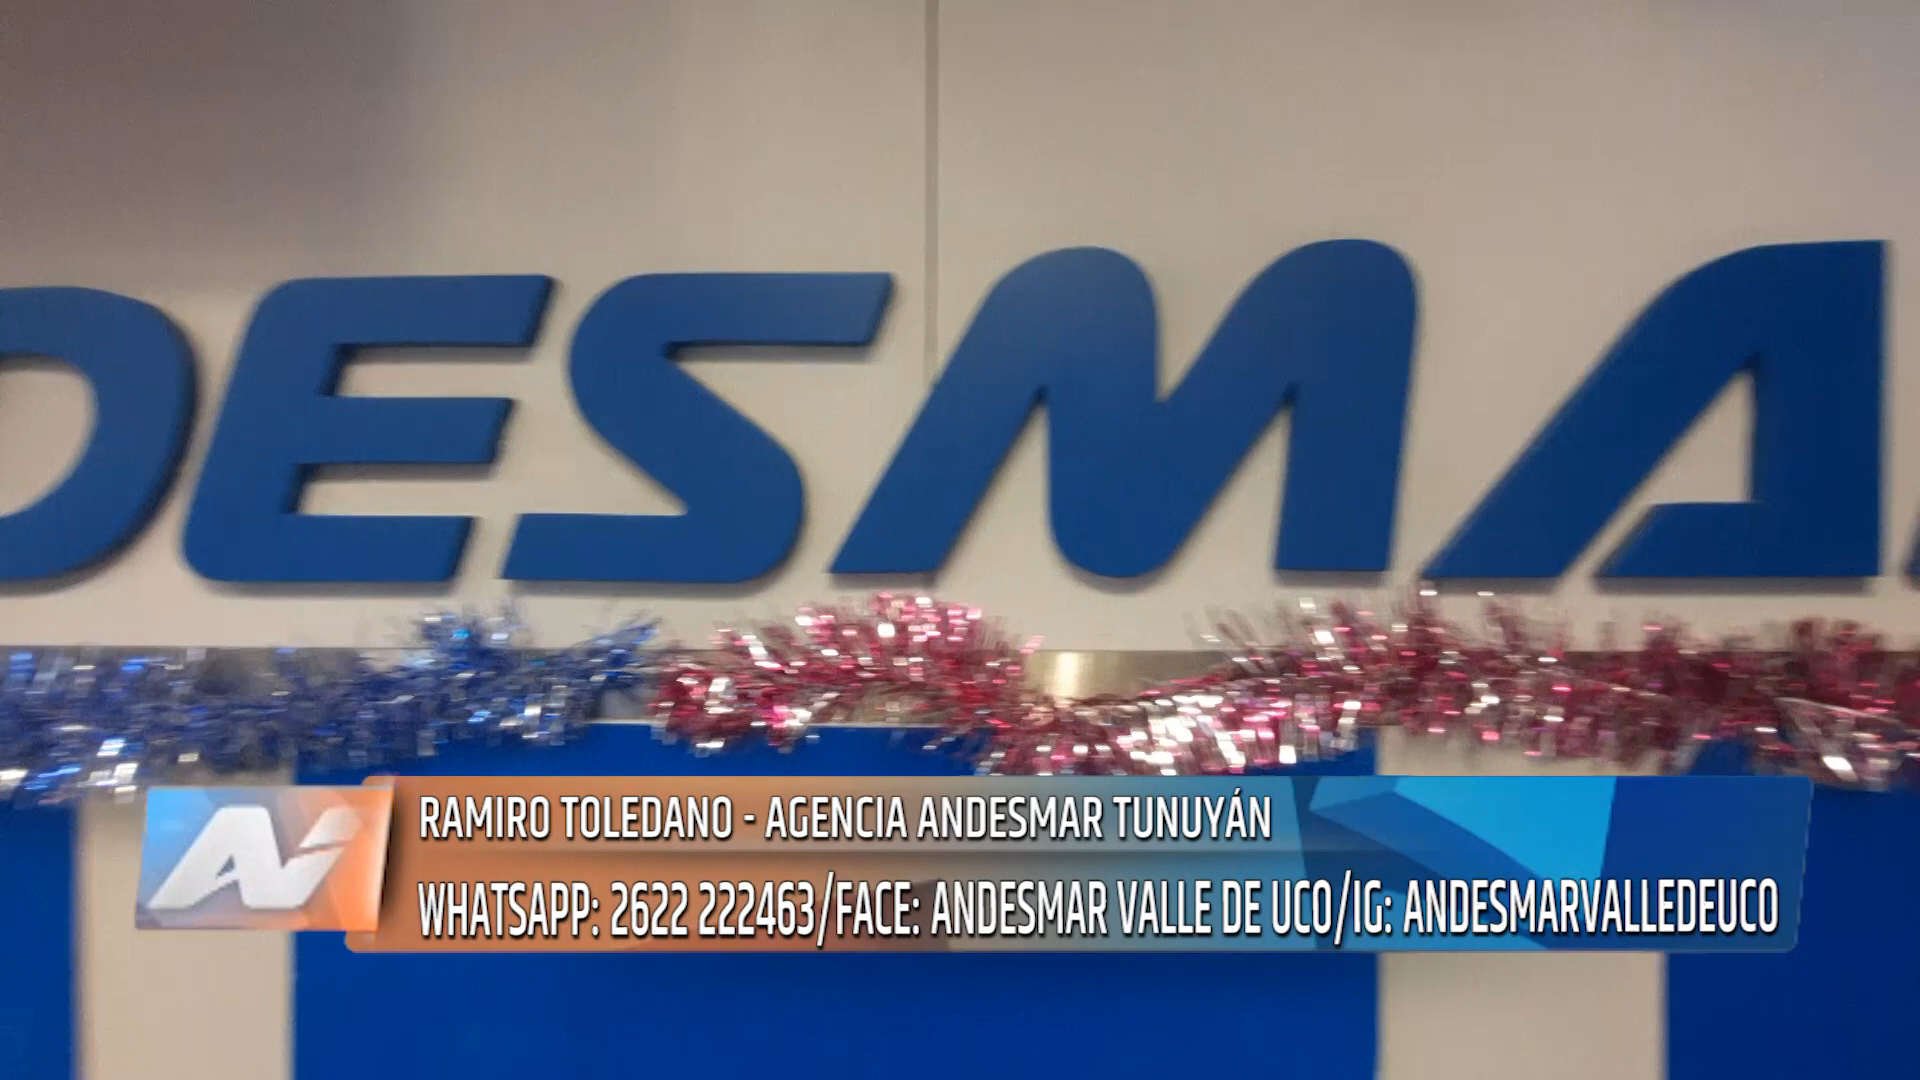 DESMA
RAMIRO TOLEDANO - AGENCIA ANDESMAR TUNUYÁN
WHATSAPP: 2622 222463/FACE: ANDESMAR VALLE DE UCO/IG: ANDESMARVALLEDEUCO